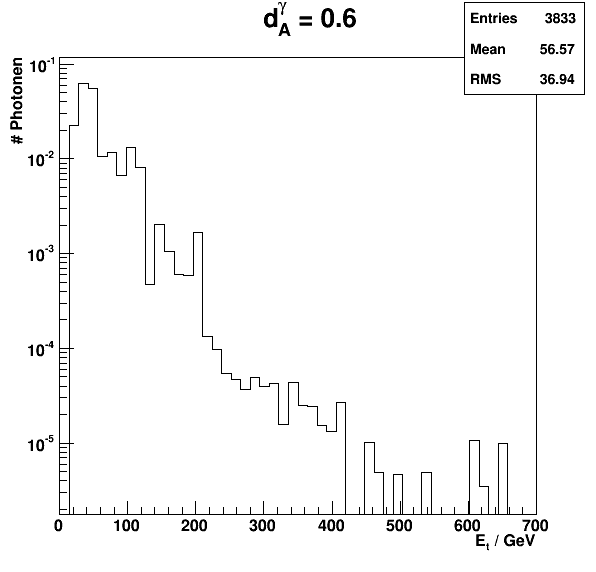 d_A^γ = 0.6
Entries 3833
Mean 56.57
RMS 36.94
# Photonen
10^-1
10^-2
10^-3
10^-4
10^-5
0 100 200 300 400 500 600 700
E_t / GeV